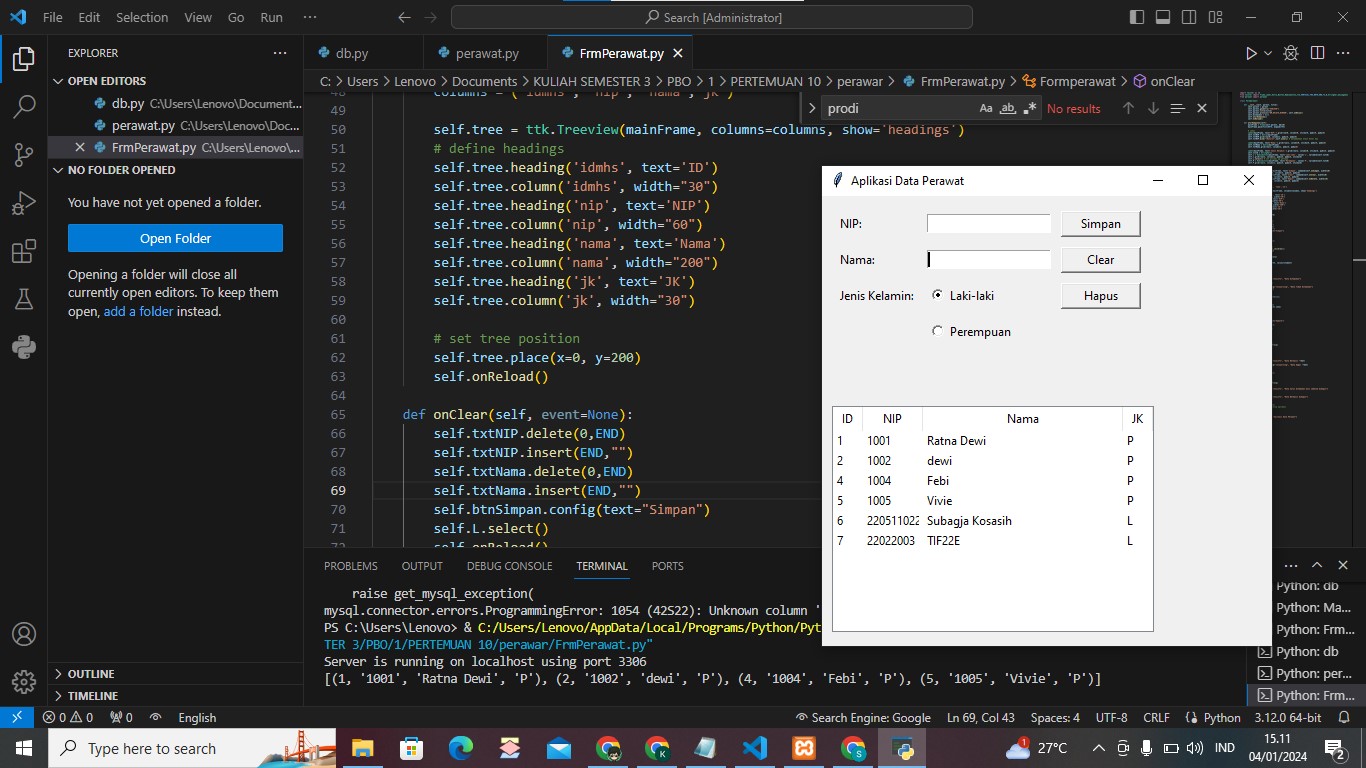 File Edit Selection View Go Run ··· Search [Administrator]
EXPLORER ···
OPEN EDITORS
db.py C:\Users\Lenovo\Document...
perawat.py C:\Users\Lenovo\Doc...
FrmPerawat.py C:\Users\Lenovo\...
NO FOLDER OPENED
You have not yet opened a folder.
Open Folder
Opening a folder will close all
currently open editors. To keep them
open, add a folder instead.
OUTLINE
TIMELINE
db.py perawat.py FrmPerawat.py
C: > Users > Lenovo > Documents > KULIAH SEMESTER 3 > PBO > 1 > PERTEMUAN 10 > perawar > FrmPerawat.py > Formperawat > onClear
prodi Aa ab .* No results
48 columns = ('idmhs', 'nip', 'nama', 'jk')
49
50 self.tree = ttk.Treeview(mainFrame, columns=columns, show='headings')
51 # define headings
52 self.tree.heading('idmhs', text='ID')
53 self.tree.column('idmhs', width="30")
54 self.tree.heading('nip', text='NIP')
55 self.tree.column('nip', width="60")
56 self.tree.heading('nama', text='Nama')
57 self.tree.column('nama', width="200")
58 self.tree.heading('jk', text='JK')
59 self.tree.column('jk', width="30")
60
61 # set tree position
62 self.tree.place(x=0, y=200)
63 self.onReload()
64
65 def onClear(self, event=None):
66 self.txtNIP.delete(0,END)
67 self.txtNIP.insert(END,"")
68 self.txtNama.delete(0,END)
69 self.txtNama.insert(END,"")
70 self.btnSimpan.config(text="Simpan")
71 self.L.select()
72 self.onReload()
Aplikasi Data Perawat
NIP: Simpan
Nama: Clear
Jenis Kelamin: Laki-laki Hapus
Perempuan
ID NIP Nama JK
1 1001 Ratna Dewi P
2 1002 dewi P
4 1004 Febi P
5 1005 Vivie P
6 220511022 Subagja Kosasih L
7 22022003 TIF22E L
PROBLEMS OUTPUT DEBUG CONSOLE TERMINAL PORTS
raise get_mysql_exception(
mysql.connector.errors.ProgrammingError: 1054 (42S22): Unknown column '
PS C:\Users\Lenovo> & C:/Users/Lenovo/AppData/Local/Programs/Python/Pyt
TER 3/PBO/1/PERTEMUAN 10/perawar/FrmPerawat.py"
Server is running on localhost using port 3306
[(1, '1001', 'Ratna Dewi', 'P'), (2, '1002', 'dewi', 'P'), (4, '1004', 'Febi', 'P'), (5, '1005', 'Vivie', 'P')]
Python: db
Python: Ma...
Python: Frm...
Python: db
Python: per...
Python: Frm...
0 0 0 English Search Engine: Google Ln 69, Col 43 Spaces: 4 UTF-8 CRLF Python 3.12.0 64-bit
Type here to search 27°C IND 15.11
04/01/2024 2